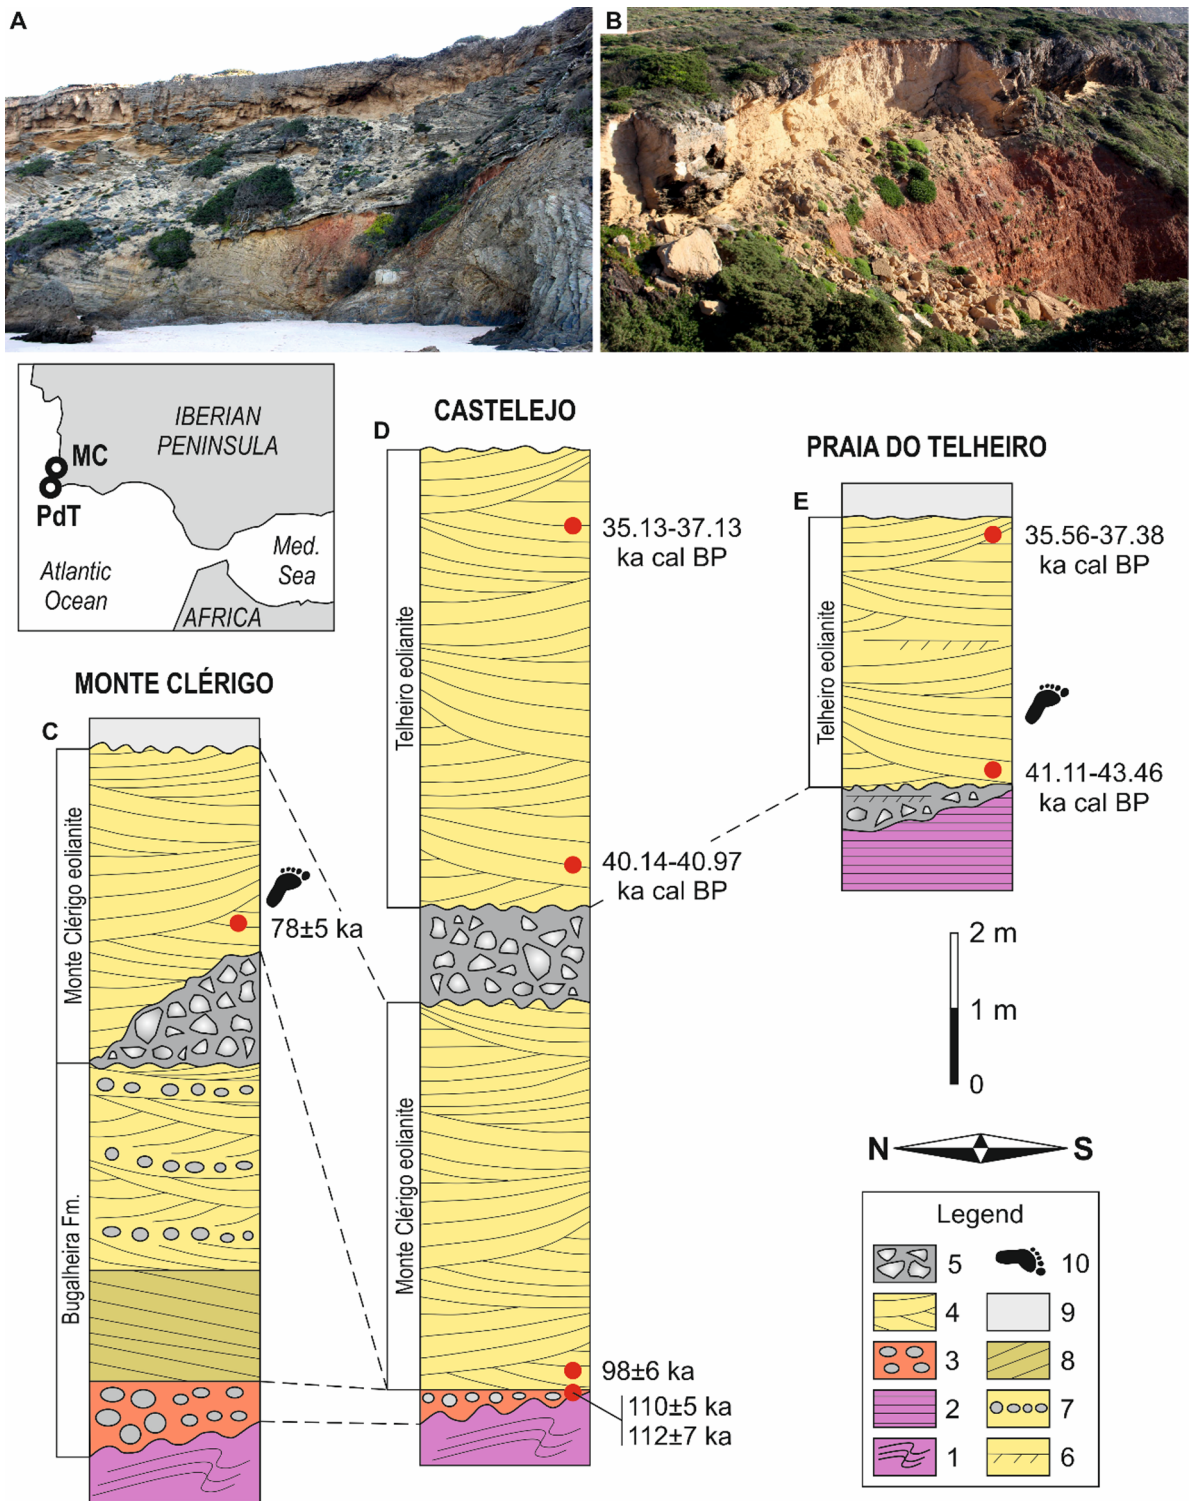 A
B
IBERIAN
PENINSULA
MC
PdT
Atlantic
Ocean
Med.
Sea
AFRICA
MONTE CLÉRIGO
C
Monte Clérigo eolianite
78±5 ka
Bugalheira Fm.
CASTELEJO
D
Telheiro eolianite
35.13-37.13
ka cal BP
40.14-40.97
ka cal BP
Monte Clérigo eolianite
98±6 ka
110±5 ka
112±7 ka
PRAIA DO TELHEIRO
E
Telheiro eolianite
35.56-37.38
ka cal BP
41.11-43.46
ka cal BP
2 m
1 m
0
N S
Legend
5 10
4 9
3 8
2 7
1 6